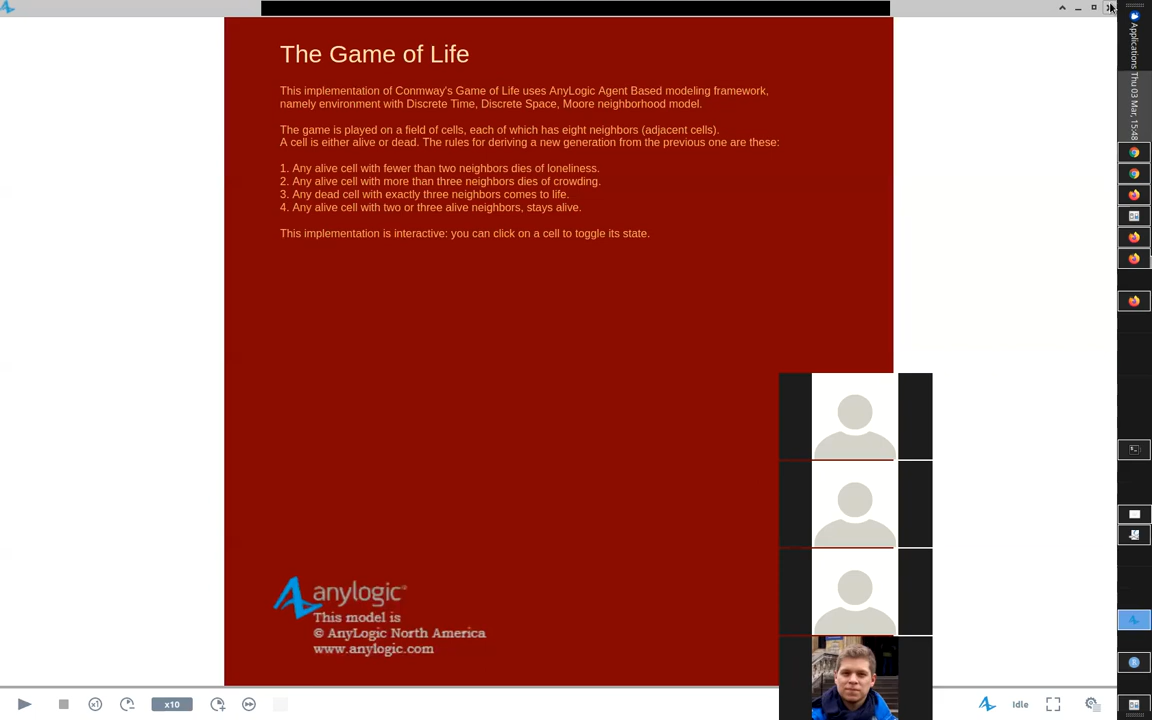 The Game of Life
This implementation of Conmway's Game of Life uses AnyLogic Agent Based modeling framework,
namely environment with Discrete Time, Discrete Space, Moore neighborhood model.
The game is played on a field of cells, each of which has eight neighbors (adjacent cells).
A cell is either alive or dead. The rules for deriving a new generation from the previous one are these:
1. Any alive cell with fewer than two neighbors dies of loneliness.
2. Any alive cell with more than three neighbors dies of crowding.
3. Any dead cell with exactly three neighbors comes to life.
4. Any alive cell with two or three alive neighbors, stays alive.
This implementation is interactive: you can click on a cell to toggle its state.
anylogic®
This model is
© AnyLogic North America
www.anylogic.com
x1
x10
Idle
Applications
Thu 03 Mar, 15:48